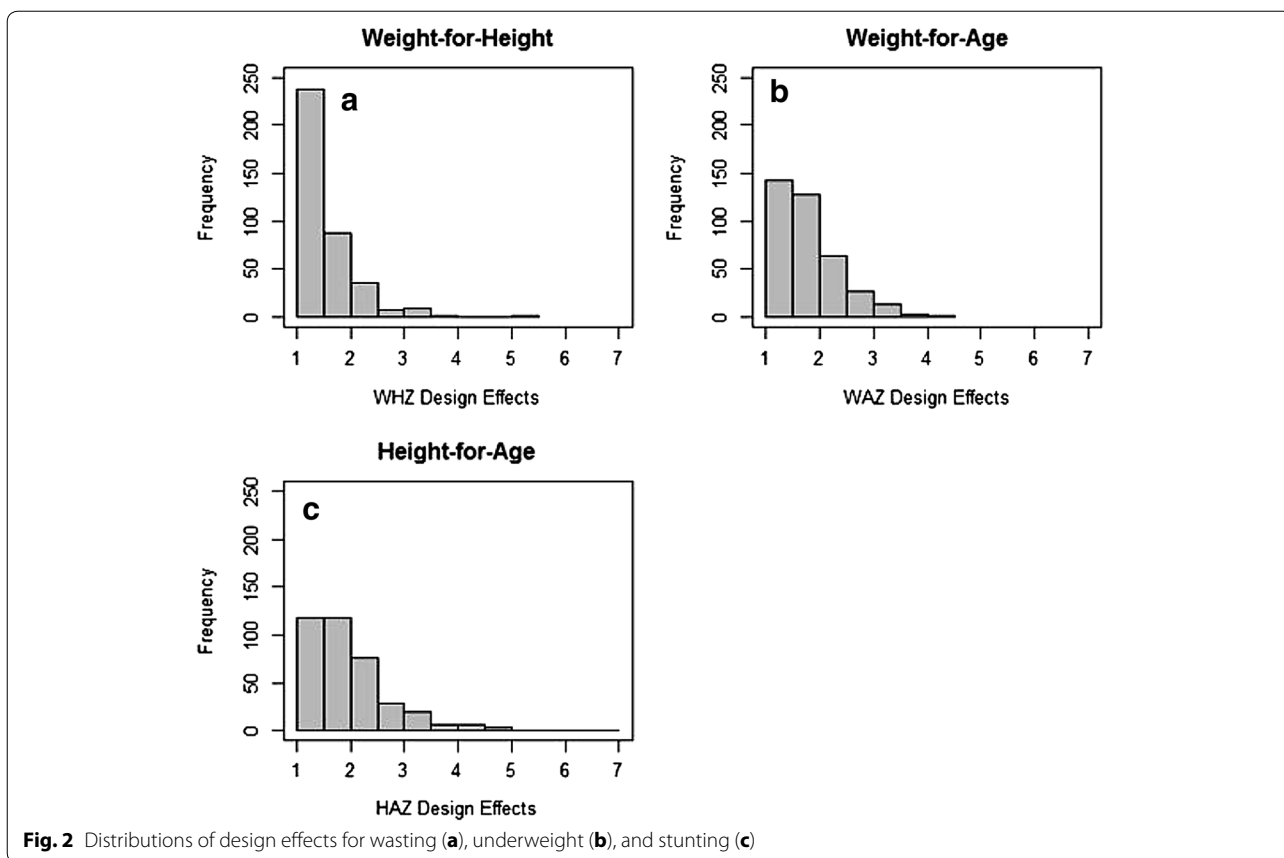 Weight-for-Height
a
Frequency
0 50 100 150 200 250
1 2 3 4 5 6 7
WHZ Design Effects
Weight-for-Age
b
Frequency
0 50 100 150 200 250
1 2 3 4 5 6 7
WAZ Design Effects
Height-for-Age
c
Frequency
0 50 100 150 200 250
1 2 3 4 5 6 7
HAZ Design Effects
Fig. 2 Distributions of design effects for wasting (a), underweight (b), and stunting (c)